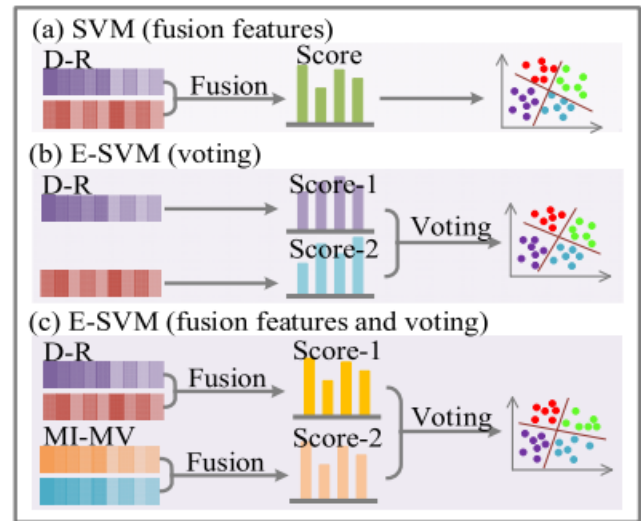 (a) SVM (fusion features)
D-R
Fusion
Score
(b) E-SVM (voting)
D-R
Score-1
Score-2
Voting
(c) E-SVM (fusion features and voting)
D-R
Fusion
Score-1
MI-MV
Fusion
Score-2
Voting